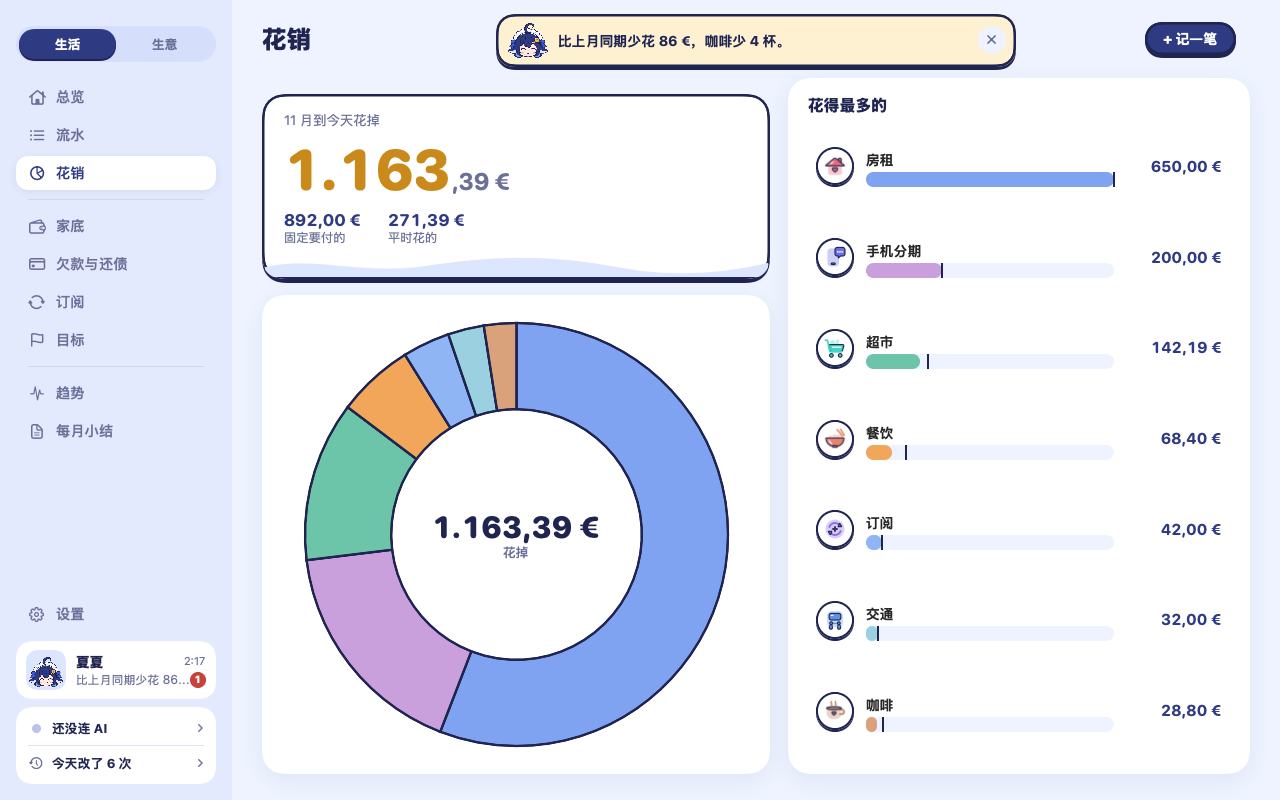 生活
生意
总览
流水
花销
家底
欠款与还债
订阅
目标
趋势
每月小结
设置
夏夏
2:17
比上月同期少花 86...
1
还没连 AI
今天改了 6 次
花销
比上月同期少花 86 €，咖啡少 4 杯。
+ 记一笔
11 月到今天花掉
1.163,39 €
892,00 €
271,39 €
固定要付的
平时花的
1.163,39 €
花掉
花得最多的
房租
650,00 €
手机分期
200,00 €
超市
142,19 €
餐饮
68,40 €
订阅
42,00 €
交通
32,00 €
咖啡
28,80 €